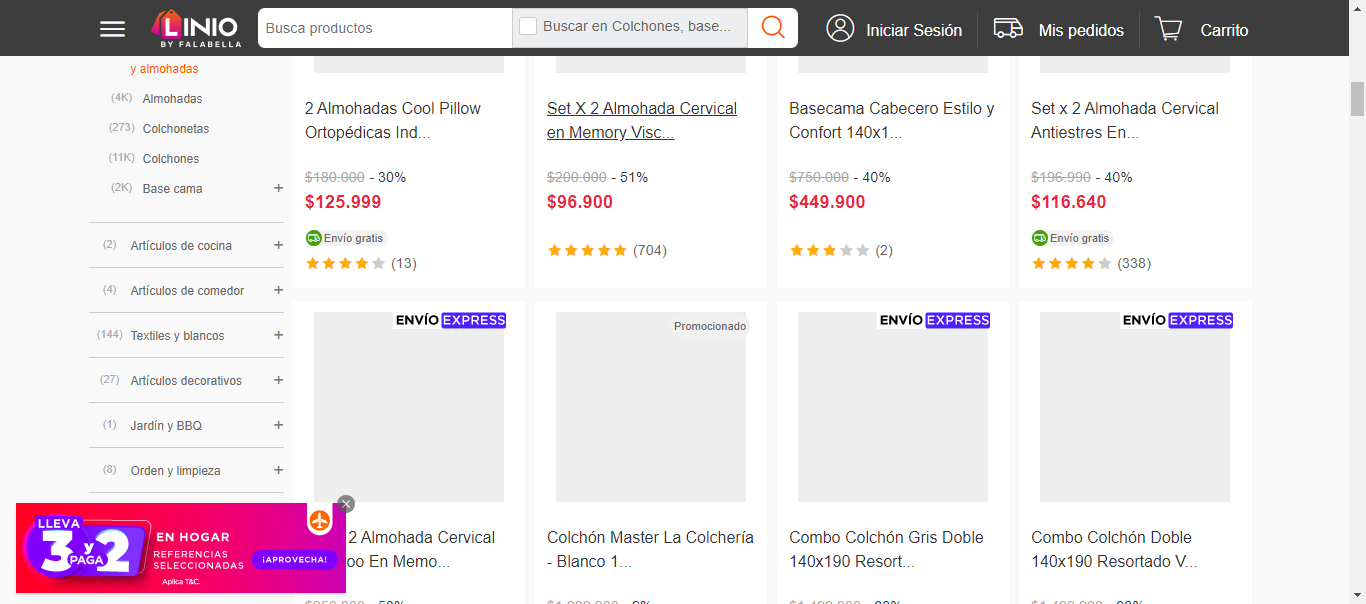 LINIO
BY FALABELLA
Busca productos
Buscar en Colchones, base...
Iniciar Sesión
Mis pedidos
Carrito
y almohadas
(4K) Almohadas
(273) Colchonetas
(11K) Colchones
(2K) Base cama +
(2) Artículos de cocina +
(4) Artículos de comedor +
(144) Textiles y blancos +
(27) Artículos decorativos +
(1) Jardín y BBQ +
(8) Orden y limpieza +
2 Almohadas Cool Pillow
Ortopédicas Ind...
$180.000 - 30%
$125.999
Envío gratis
(13)
Set X 2 Almohada Cervical
en Memory Visc...
$200.000 - 51%
$96.900
(704)
Basecama Cabecero Estilo y
Confort 140x1...
$750.000 - 40%
$449.900
(2)
Set x 2 Almohada Cervical
Antiestres En...
$196.990 - 40%
$116.640
Envío gratis
(338)
ENVÍO EXPRESS
2 Almohada Cervical
oo En Memo...
Promocionado
Colchón Master La Colchería
- Blanco 1...
ENVÍO EXPRESS
Combo Colchón Gris Doble
140x190 Resort...
ENVÍO EXPRESS
Combo Colchón Doble
140x190 Resortado V...
LLEVA
3 y 2
PAGA
EN HOGAR
REFERENCIAS
SELECCIONADAS
Aplica T&C.
¡APROVECHA!